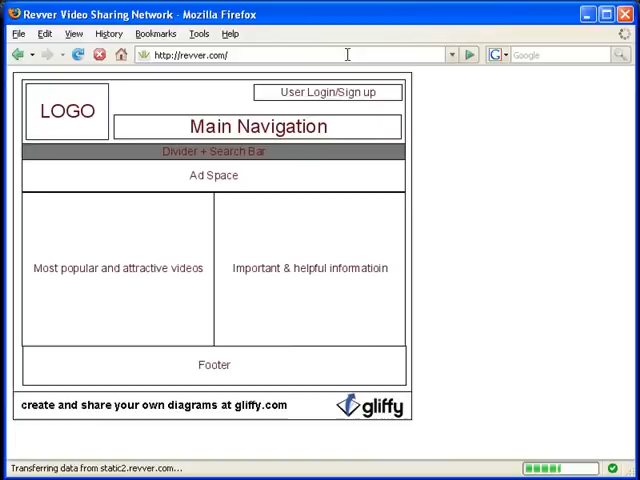 Revver Video Sharing Network - Mozilla Firefox
File Edit View History Bookmarks Tools Help
http://revver.com/
G Google
LOGO
User Login/Sign up
Main Navigation
Divider + Search Bar
Ad Space
Most popular and attractive videos
Important & helpful informatioin
Footer
create and share your own diagrams at gliffy.com
gliffy
Transferring data from static2.revver.com...